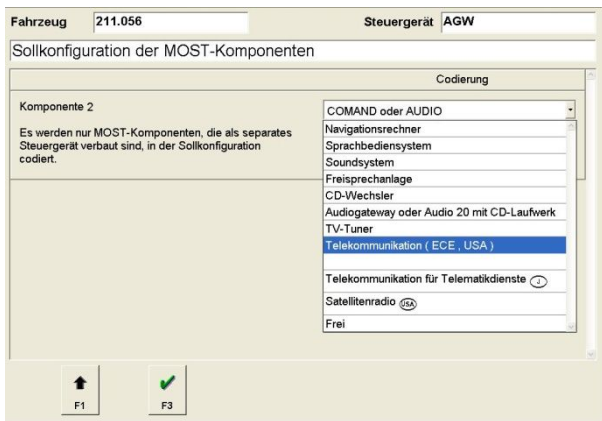 Fahrzeug 211.056 Steuergerät AGW
Sollkonfiguration der MOST-Komponenten
Codierung
Komponente 2
COMAND oder AUDIO
Es werden nur MOST-Komponenten, die als separates
Steuergerät verbaut sind, in der Sollkonfiguration
codiert.
Navigationsrechner
Sprachbediensystem
Soundsystem
Freisprechanlage
CD-Wechsler
Audiogateway oder Audio 20 mit CD-Laufwerk
TV-Tuner
Telekommunikation ( ECE , USA )
Telekommunikation für Telematikdienste J
Satellitenradio USA
Frei
F1 F3